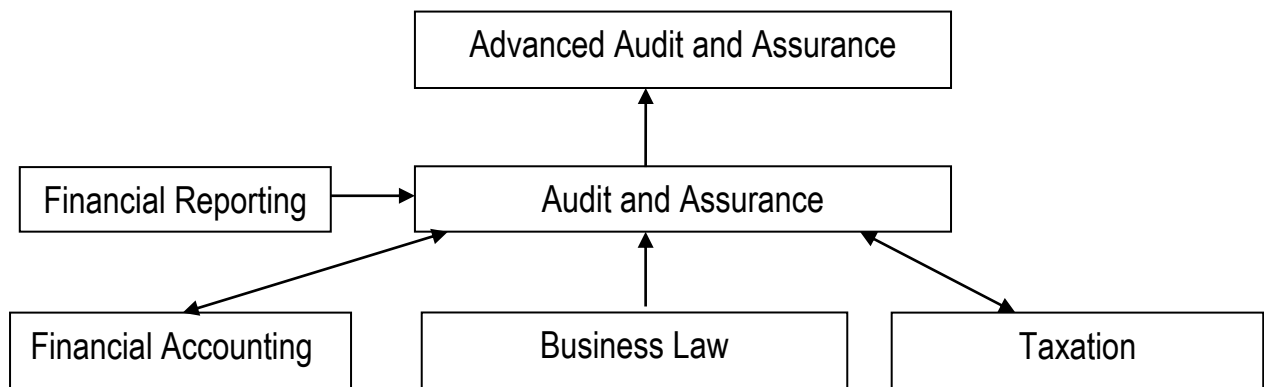 Advanced Audit and Assurance
Financial Reporting
Audit and Assurance
Financial Accounting
Business Law
Taxation